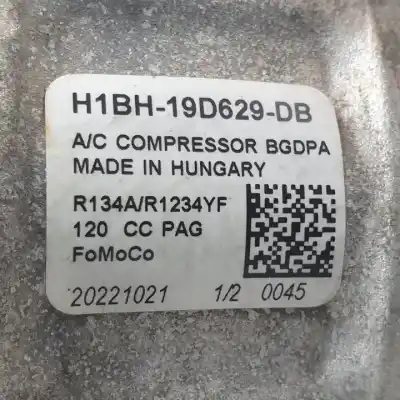 H1BH-19D629-DB
A/C COMPRESSOR BGDPA
MADE IN HUNGARY
R134A/R1234YF
120 CC PAG
FoMoCo
20221021 1/2 0045